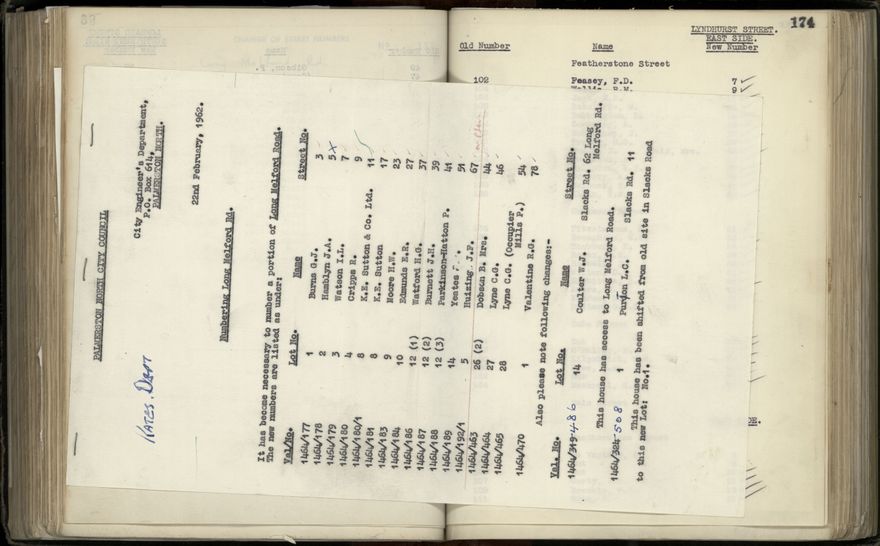 174
LYNDHURST STREET.
EAST SIDE.
Old Number Name New Number
Featherstone Street
102 Feasey, F.D. 7
9
PALMERSTON NORTH CITY COUNCIL
City Engineer's Department,
P.O. Box 614,
PALMERSTON NORTH.
RATES. DEPT
22nd February, 1962.
Numbering Long Melford Rd.
It has become necessary to number a portion of Long Melford Road.
The new numbers are listed as under:
Val/No. Lot No. Name Street No.
1464/177 1 Burns G.J. 3
1464/178 2 Hamblyn J.A. 5
1464/179 3 Watson I.L. 7
1464/180 4 Cripps R. 9
1464/180/1 8 K.E. Sutton & Co. Ltd. 11
1464/181 8 K.E. Sutton 17
1464/183 9 Moore H.W. 23
1464/184 10 Edmunds E.R. 27
1464/186 12 (1) Watford H.G. 37
1464/187 12 (2) Burnett J.H. 39
1464/188 12 (3) Parkinson-Hatton P. 41
1464/189 14 Yeates 51
1464/192/1 5 Huizing J.P. 67
1464/463 26 (2) Dobson B. Mrs. 44
1464/464 27 Lyne C.G. 46
1464/465 28 Lyne C.G. (Occupier
Mills P.) 54
1464/470 1 Valentine R.G. 78
Also please note following changes:-
Val. No. Lot No. Name Street No.
1464/319 486 14 Coulter W.J. Slacks Rd. 62 Long
Melford Rd.
This house has access to Long Melford Road.
1464/324 508 1 Purton L.C. Slacks Rd. 11
This house has been shifted from old site in Slacks Road
to this new Lot: No.1.